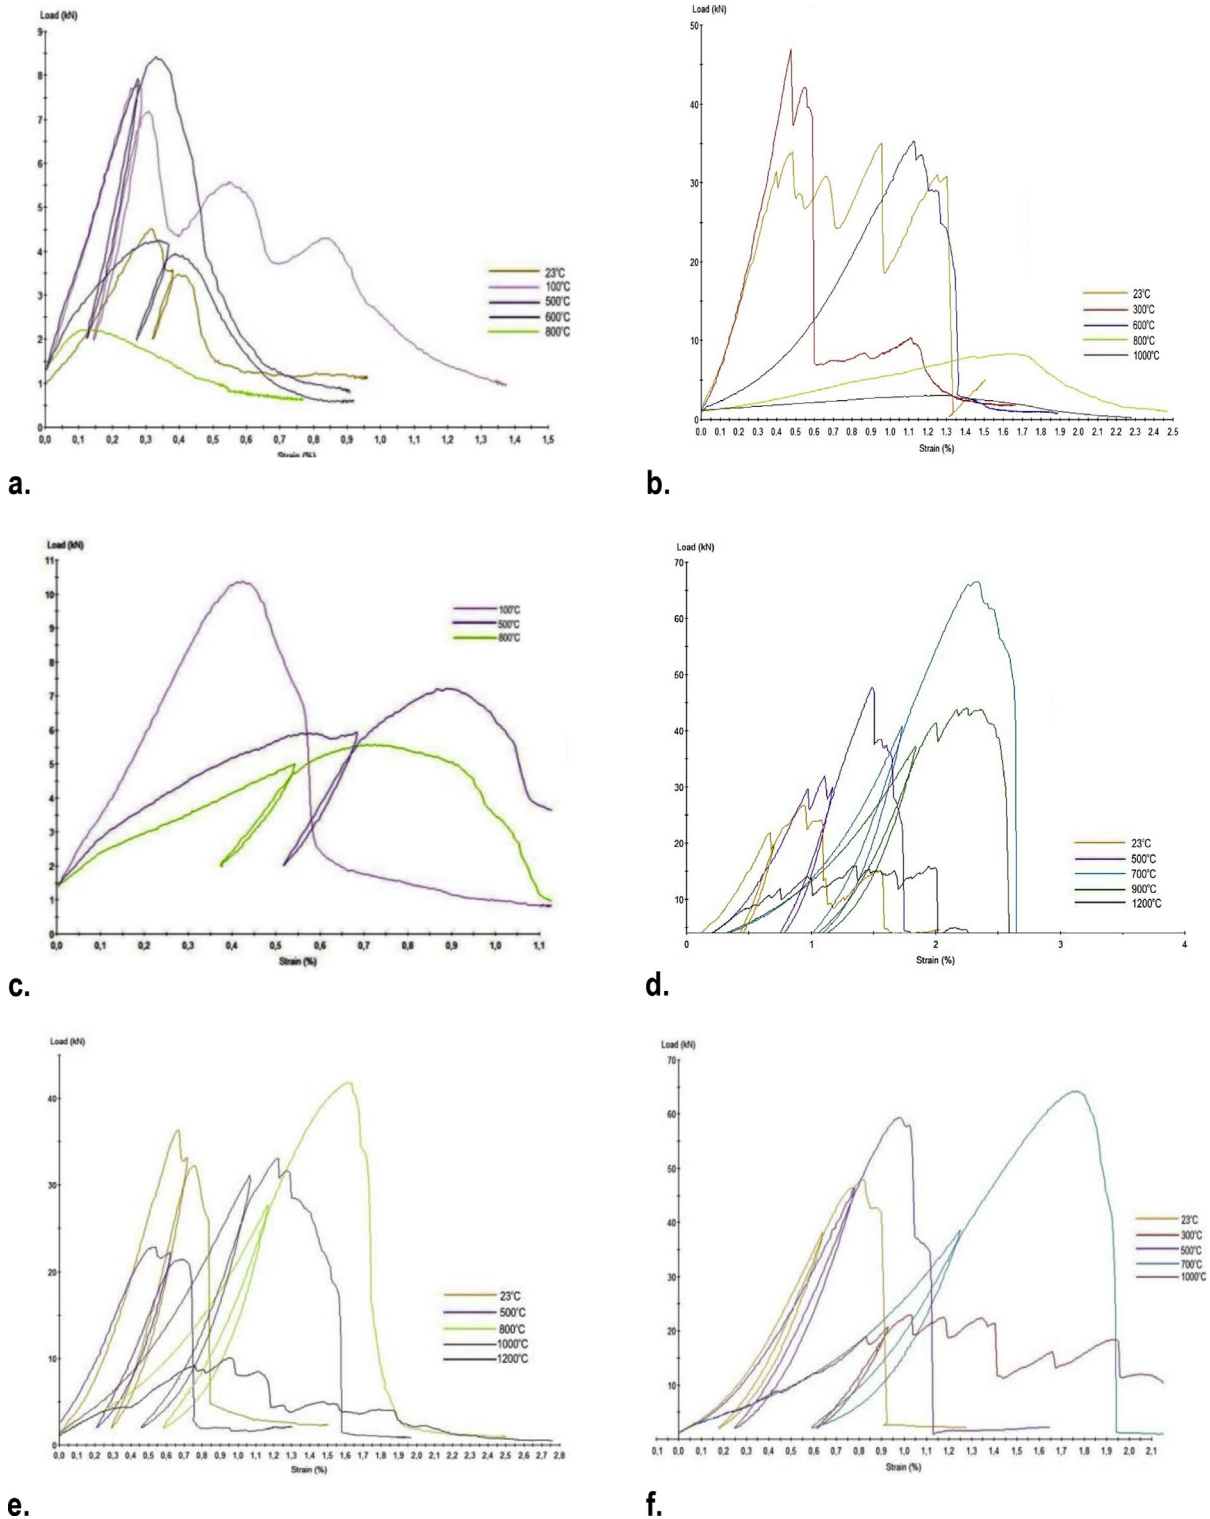 Load (kN)
9
8
7
6
5
4
3
2
1
0
0,0 0,1 0,2 0,3 0,3 0,4 0,5 0,6 0,7 0,8 0,9 1,0 1,1 1,2 1,3 1,4 1,5
Strain (%)
23°C
100°C
500°C
600°C
800°C
a.
Load (kN)
50
40
30
20
10
0
0.0 0.1 0.2 0.3 0.4 0.5 0.6 0.7 0.8 0.9 1.0 1.1 1.2 1.3 1.4 1.5 1.6 1.7 1.8 1.9 2.0 2.1 2.2 2.3 2.4 2.5
Strain (%)
23°C
300°C
600°C
800°C
1000°C
b.
Load (kN)
11
10
9
8
7
6
5
4
3
2
1
0
0,0 0,1 0,2 0,3 0,4 0,5 0,6 0,7 0,8 0,9 1,0 1,1
Strain (%)
100°C
500°C
800°C
c.
Load (kN)
70
60
50
40
30
20
10
0 1 2 3 4
Strain (%)
23°C
500°C
700°C
900°C
1200°C
d.
Load (kN)
40
30
20
10
0
0,0 0,1 0,2 0,3 0,5 0,6 0,7 0,8 0,9 1,0 1,1 1,2 1,3 1,4 1,5 1,6 1,7 1,8 1,9 2,0 2,1 2,2 2,3 2,4 2,5 2,6 2,7 2,8
Strain (%)
23°C
500°C
800°C
1000°C
1200°C
e.
Load (kN)
70
60
50
40
30
20
10
0
0,1 0,0 0,1 0,2 0,3 0,4 0,5 0,6 0,7 0,8 0,9 1,0 1,1 1,2 1,3 1,4 1,5 1,6 1,7 1,8 1,9 2,0 2,1
Strain (%)
23°C
300°C
500°C
700°C
1000°C
f.